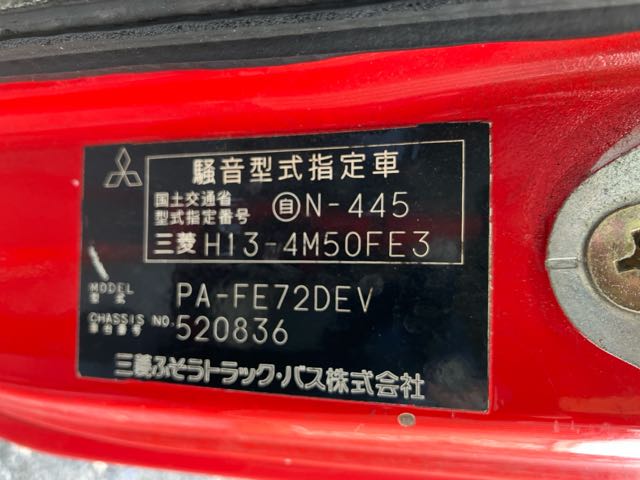 騒音型式指定車
国土交通省
型式指定番号 自N-445
三菱 H13-4M50FE3
MODEL
型式 PA-FE72DEV
CHASSIS NO.
車台番号 520836
三菱ふそうトラック・バス株式会社